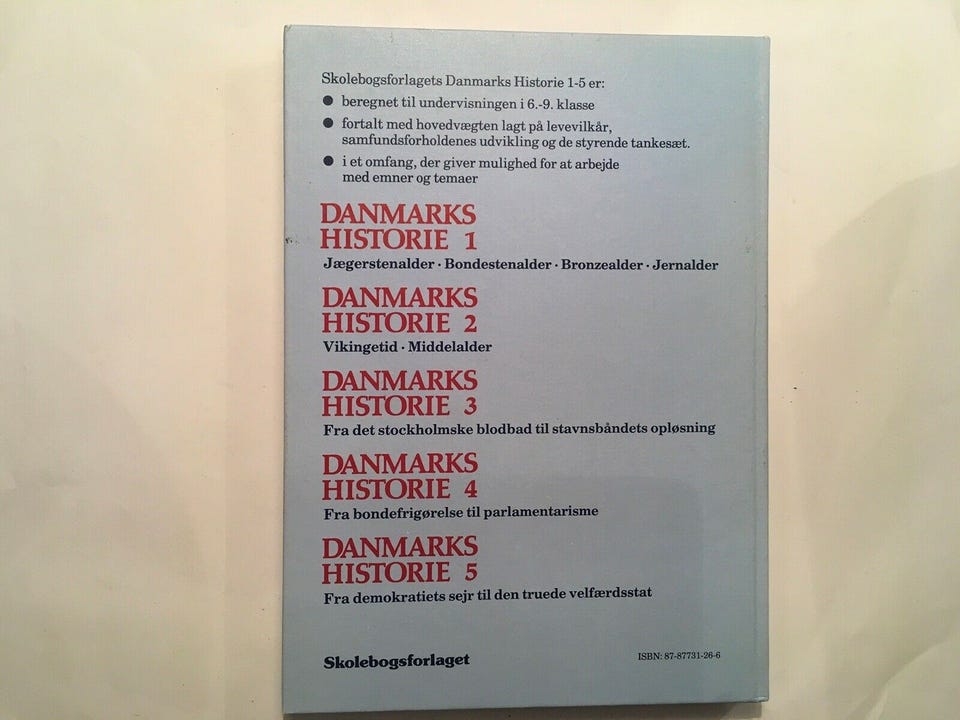 Skolebogsforlagets Danmarks Historie 1-5 er:
● beregnet til undervisningen i 6.-9. klasse
● fortalt med hovedvægten lagt på levevilkår,
samfundsforholdenes udvikling og de styrende tankesæt.
● i et omfang, der giver mulighed for at arbejde
med emner og temaer
DANMARKS
HISTORIE 1
Jægerstenalder · Bondestenalder · Bronzealder · Jernalder
DANMARKS
HISTORIE 2
Vikingetid · Middelalder
DANMARKS
HISTORIE 3
Fra det stockholmske blodbad til stavnsbåndets opløsning
DANMARKS
HISTORIE 4
Fra bondefrigørelse til parlamentarisme
DANMARKS
HISTORIE 5
Fra demokratiets sejr til den truede velfærdsstat
Skolebogsforlaget
ISBN: 87-87731-26-6